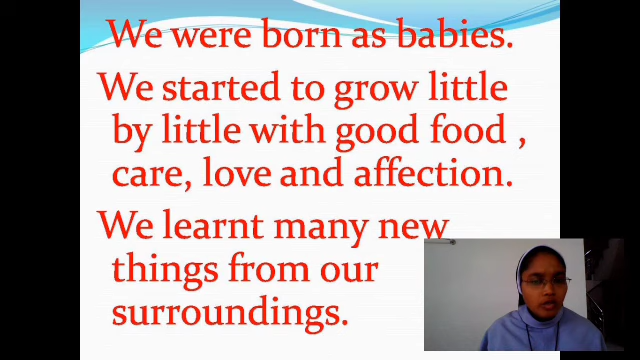 We were born as babies.
We started to grow little
by little with good food ,
care, love and affection.
We learnt many new
things from our
surroundings.